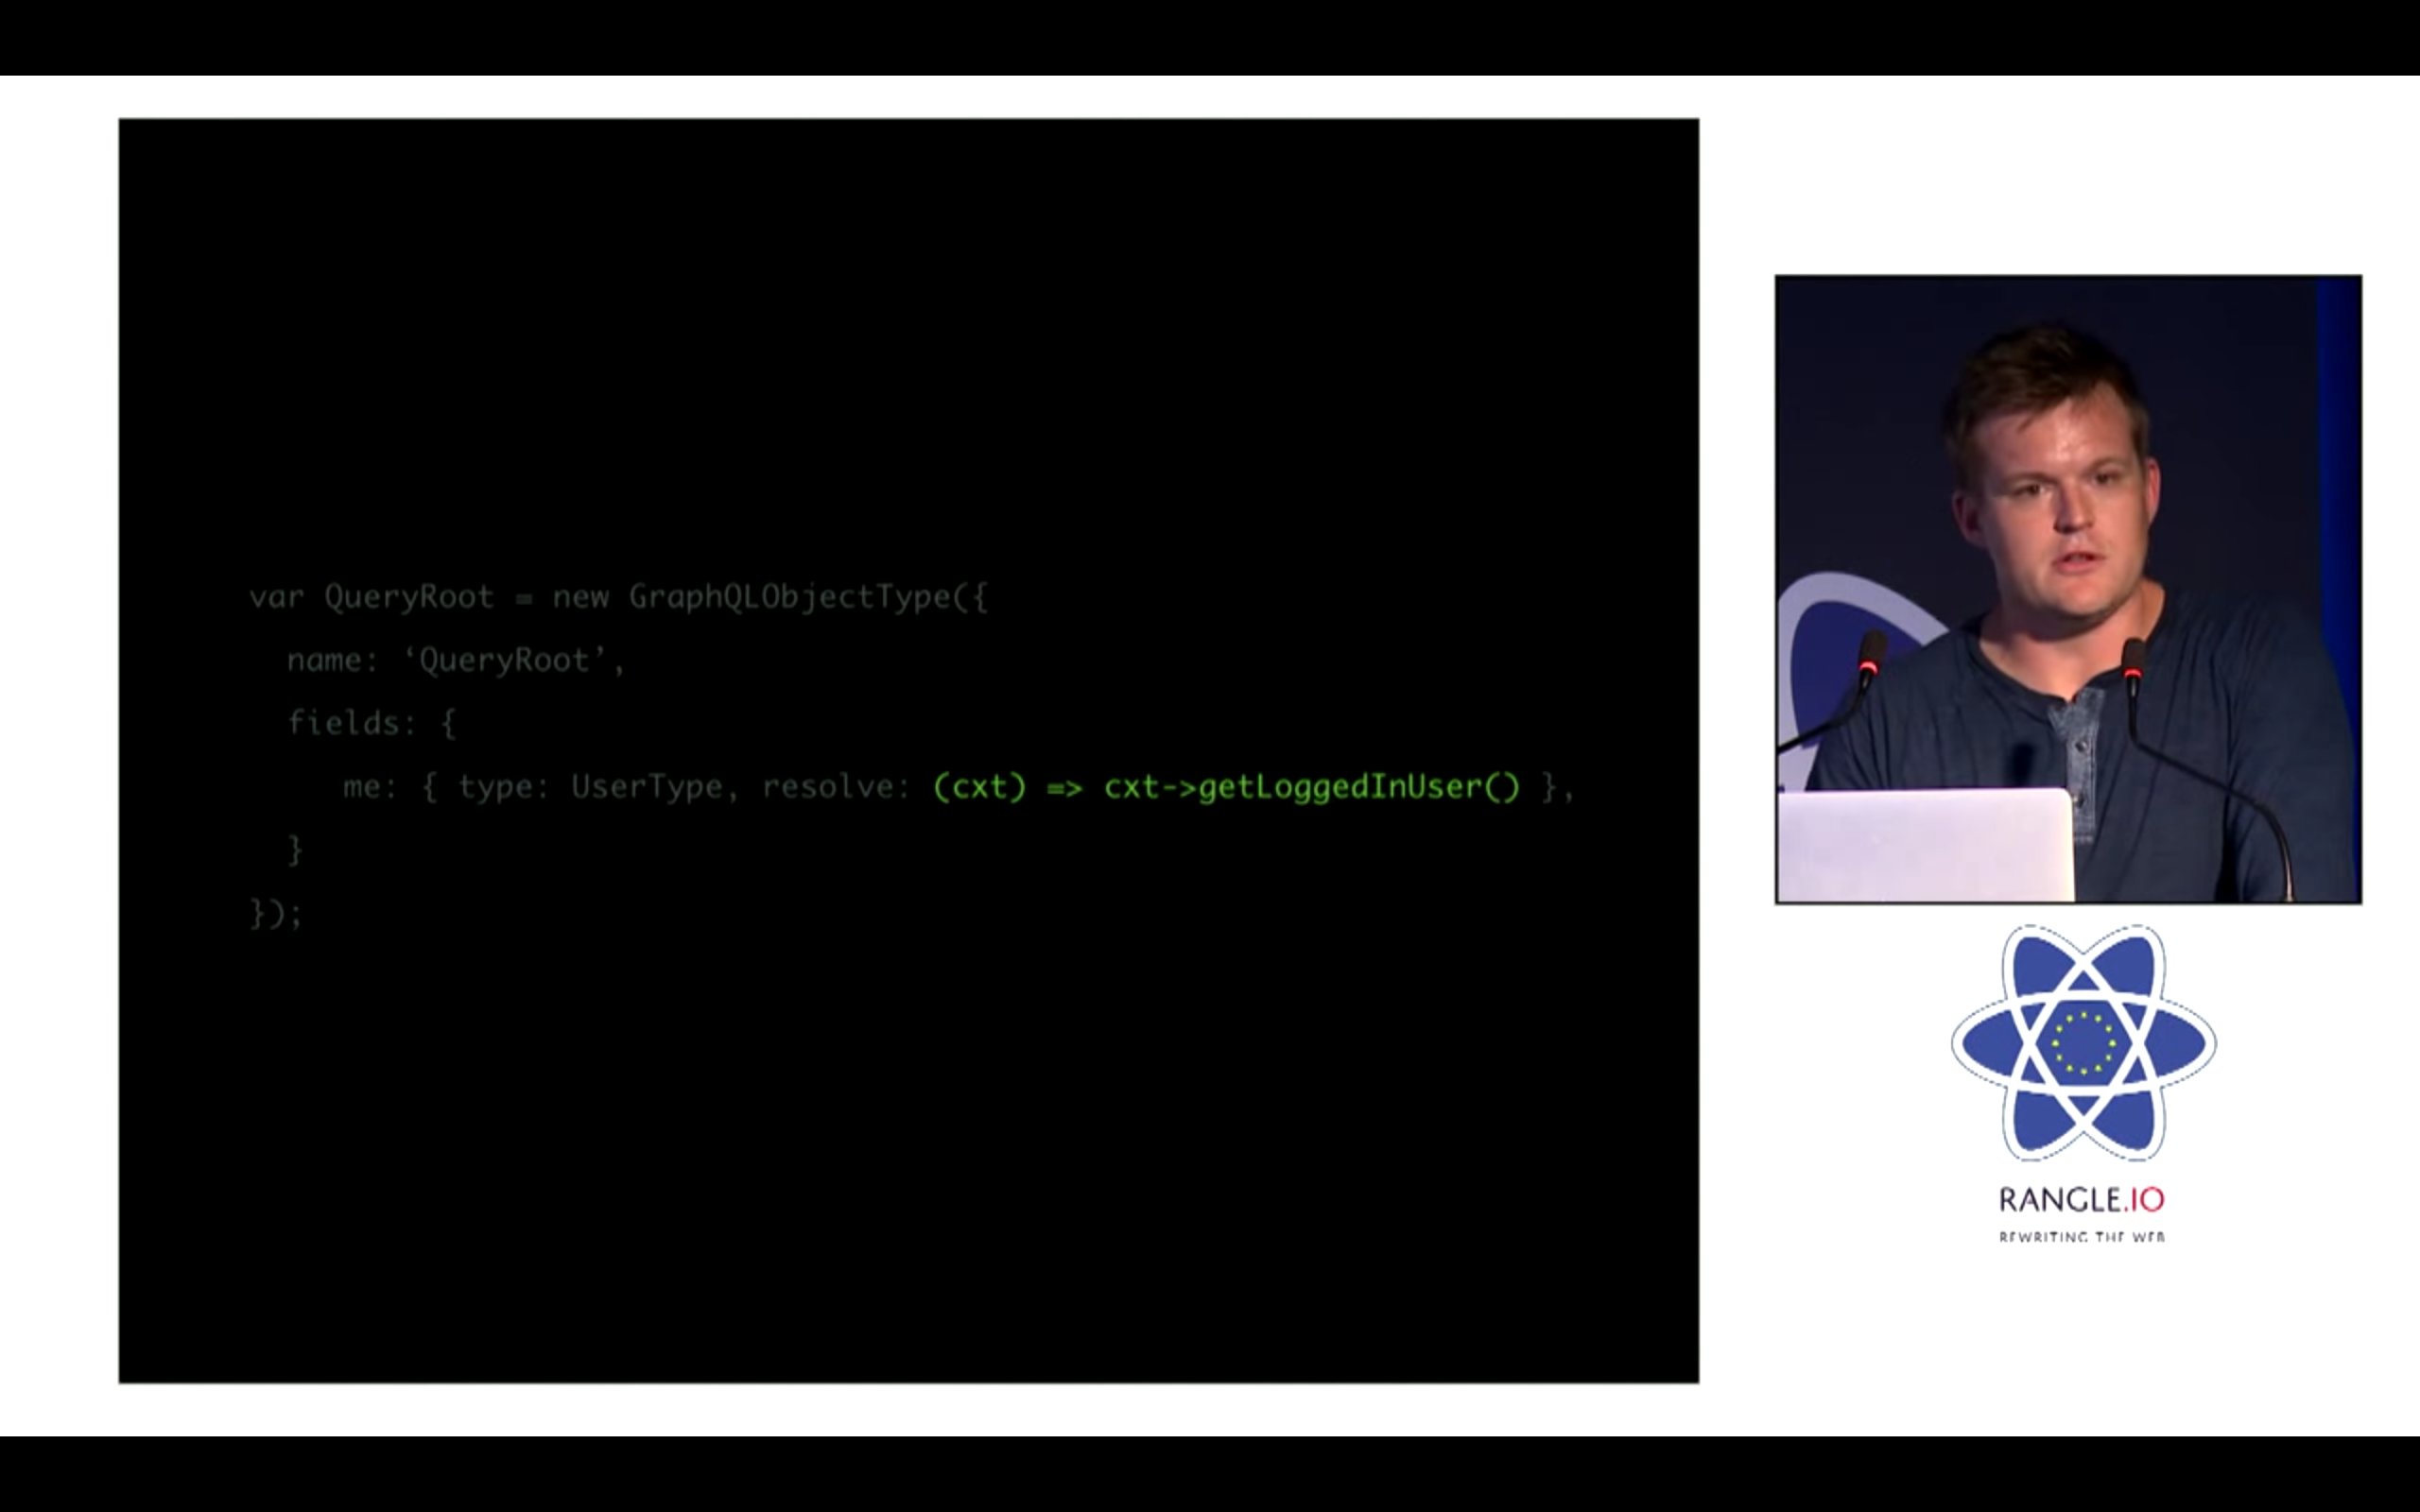 var QueryRoot = new GraphQLObjectType({
name: ‘QueryRoot’,
fields: {
me: { type: UserType, resolve: (cxt) => cxt->getLoggedInUser() },
}
});
RANGLE.IO
REWRITING THE WEB